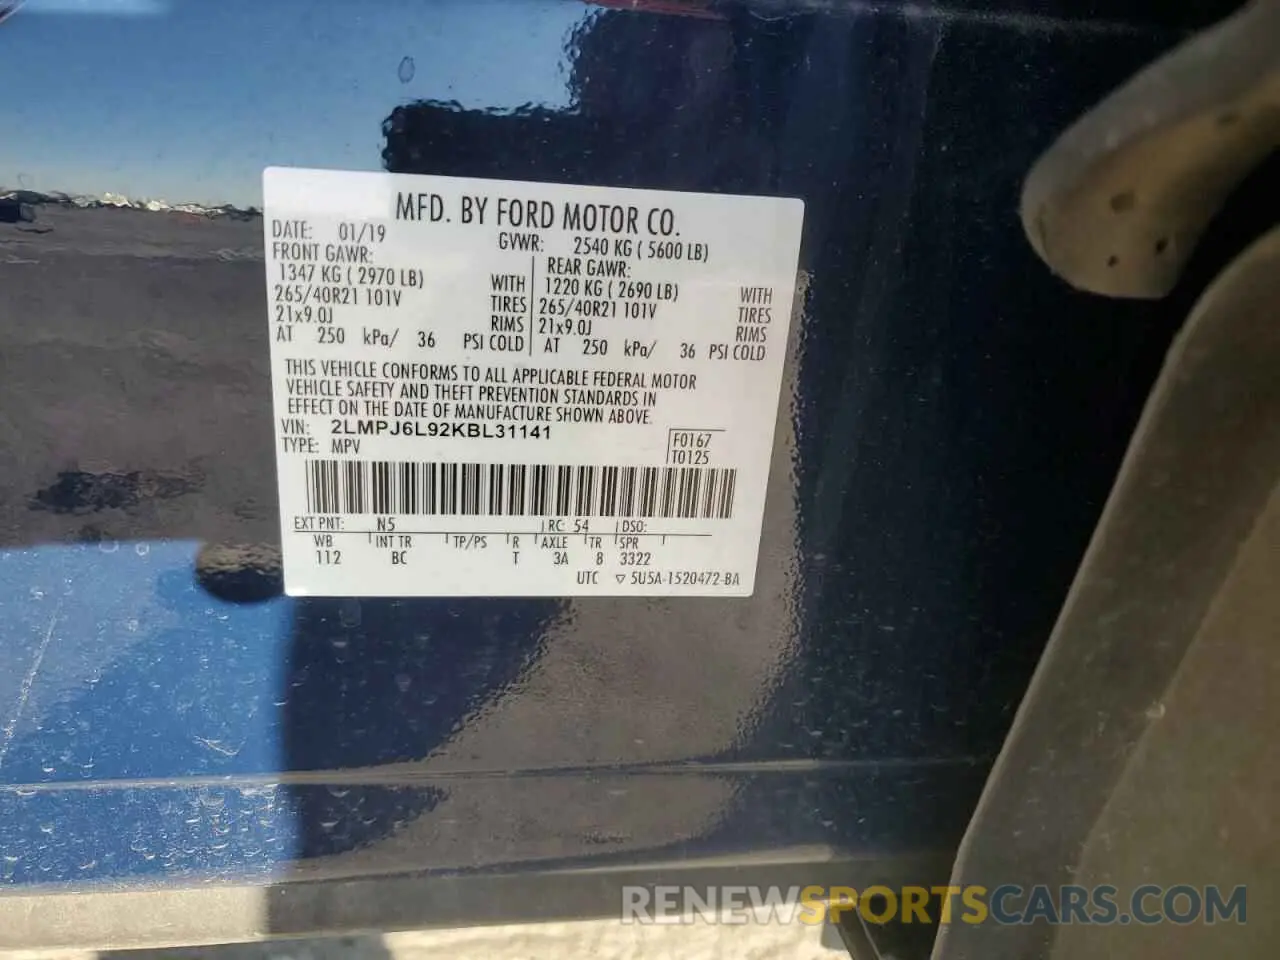 MFD. BY FORD MOTOR CO.
DATE: 01/19 GVWR: 2540 KG ( 5600 LB)
FRONT GAWR: REAR GAWR:
1347 KG ( 2970 LB) WITH 1220 KG ( 2690 LB) WITH
265/40R21 101V TIRES 265/40R21 101V TIRES
21x9.0J RIMS 21x9.0J RIMS
AT 250 kPa/ 36 PSI COLD AT 250 kPa/ 36 PSI COLD
THIS VEHICLE CONFORMS TO ALL APPLICABLE FEDERAL MOTOR
VEHICLE SAFETY AND THEFT PREVENTION STANDARDS IN
EFFECT ON THE DATE OF MANUFACTURE SHOWN ABOVE.
VIN: 2LMPJ6L92KBL31141 F0167
TYPE: MPV T0125
EXT PNT: N5 RC: 54 DSO:
WB INT TR TP/PS R AXLE TR SPR
112 BC T 3A 8 3322
UTC ▽ 5U5A-1520472-BA
RENEWSPORTSCARS.COM